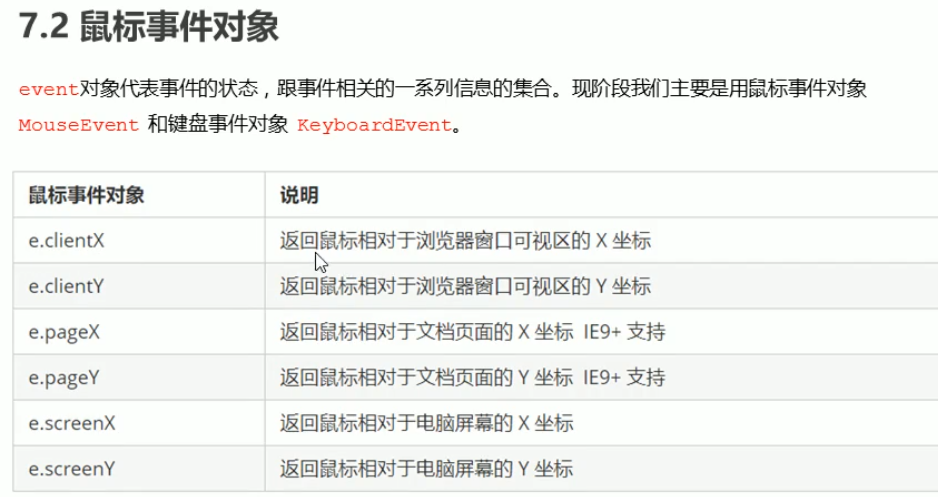 7.2 鼠标事件对象
event对象代表事件的状态，跟事件相关的一系列信息的集合。现阶段我们主要是用鼠标事件对象
MouseEvent 和键盘事件对象 KeyboardEvent。
鼠标事件对象 说明
e.clientX 返回鼠标相对于浏览器窗口可视区的 X 坐标
e.clientY 返回鼠标相对于浏览器窗口可视区的 Y 坐标
e.pageX 返回鼠标相对于文档页面的 X 坐标 IE9+ 支持
e.pageY 返回鼠标相对于文档页面的 Y 坐标 IE9+ 支持
e.screenX 返回鼠标相对于电脑屏幕的 X 坐标
e.screenY 返回鼠标相对于电脑屏幕的 Y 坐标